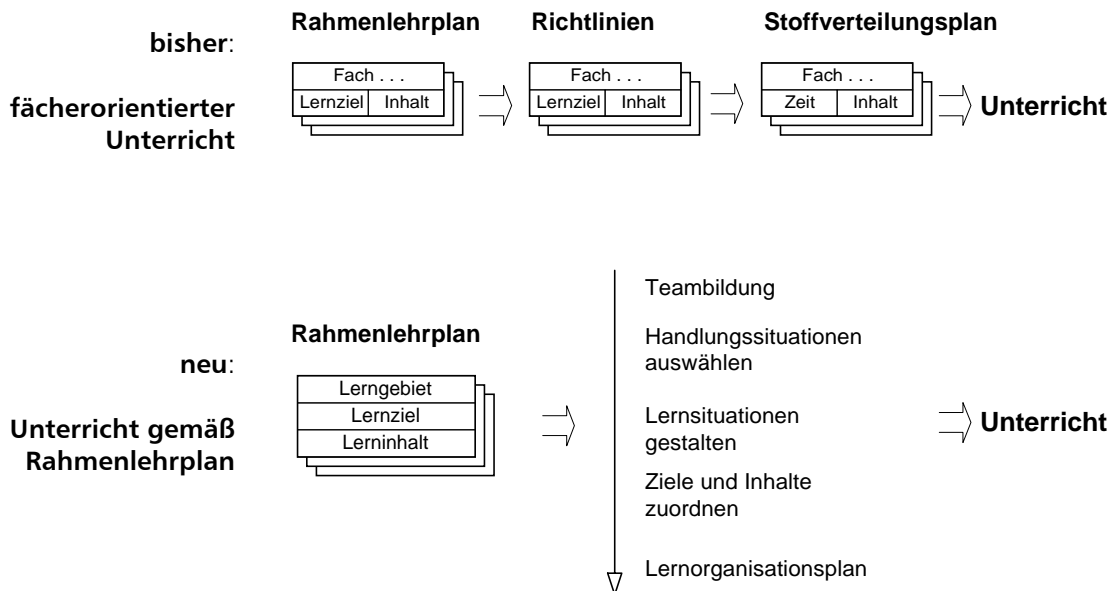 Rahmenlehrplan Richtlinien Stoffverteilungsplan
bisher:
Fach . . . Fach . . . Fach . . .
Lernziel Inhalt Lernziel Inhalt Zeit Inhalt
fächerorientierter
Unterricht
Unterricht
Teambildung
Rahmenlehrplan
Handlungssituationen
auswählen
neu:
Lerngebiet
Lernziel
Lerninhalt
Lernsituationen
gestalten
Unterricht
Unterricht gemäß
Rahmenlehrplan
Ziele und Inhalte
zuordnen
Lernorganisationsplan